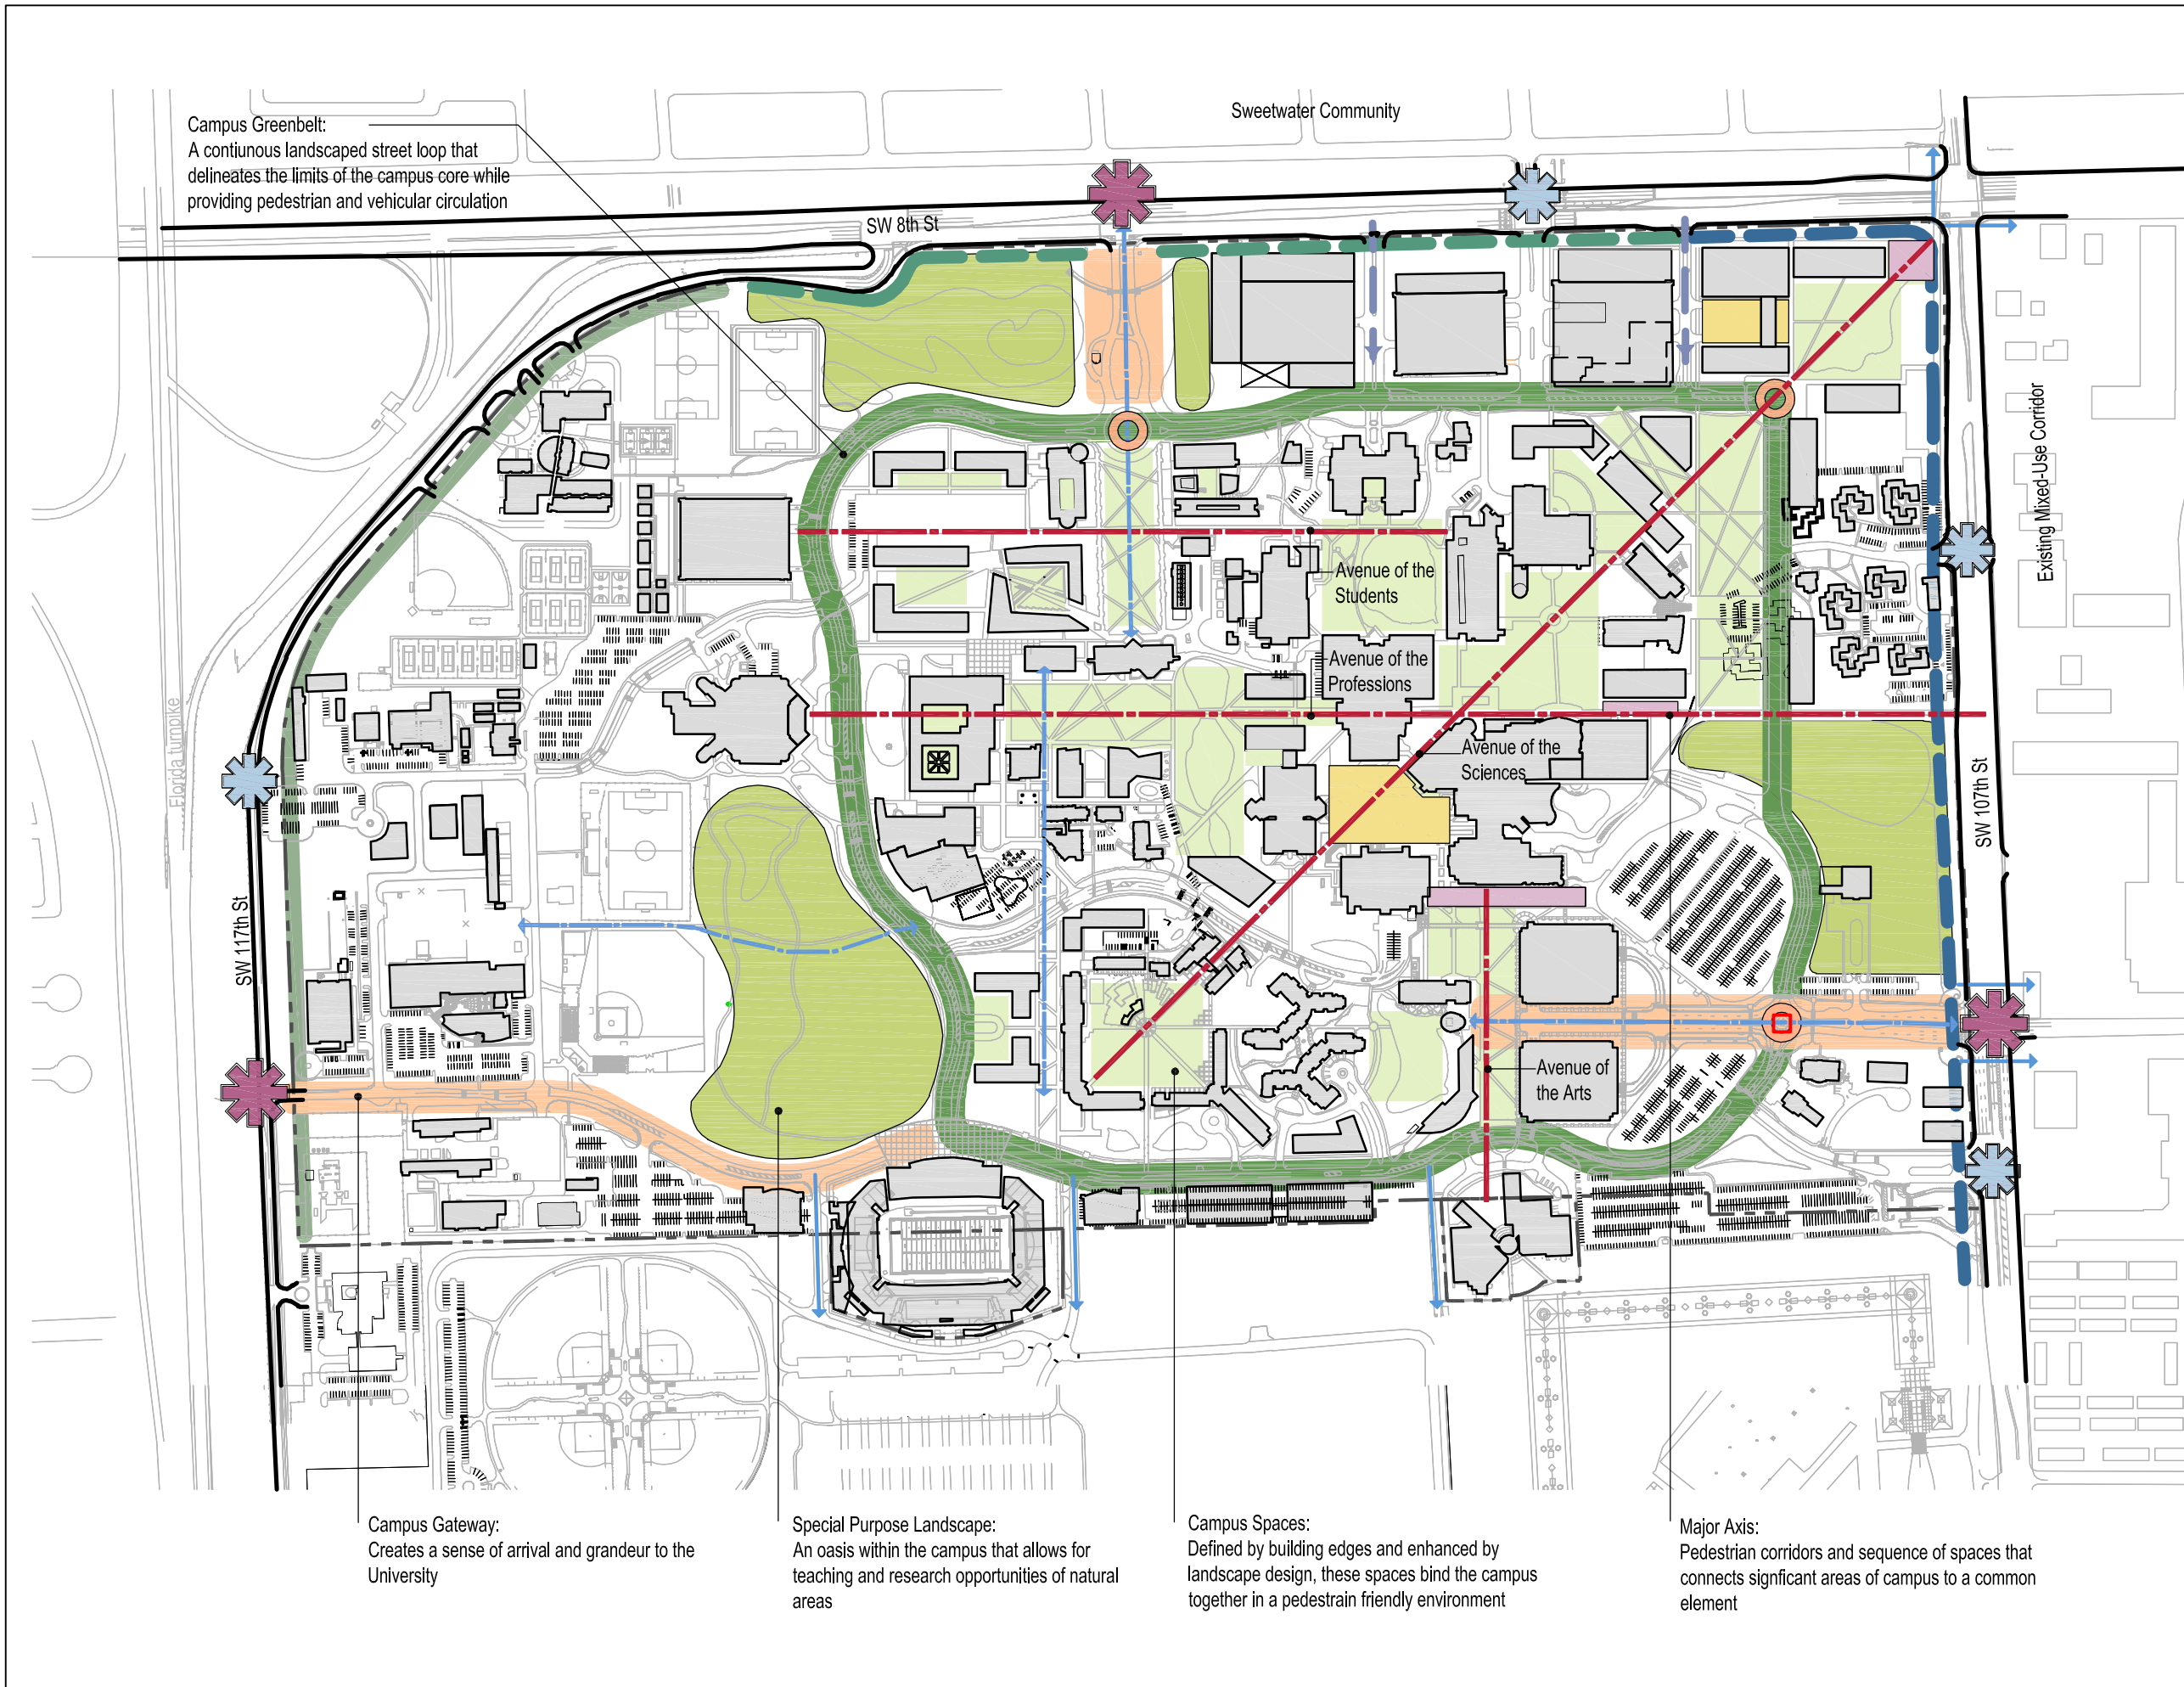 Sweetwater Community
Campus Greenbelt:
A contiunous landscaped street loop that
delineates the limits of the campus core while
providing pedestrian and vehicular circulation
SW 8th St
Existing Mixed-Use Corridor
Avenue of the
Students
Avenue of the
Professions
Avenue of the
Sciences
Florida turnpike
SW 107th St
SW 117th St
Avenue of
the Arts
Campus Gateway:
Creates a sense of arrival and grandeur to the
University
Special Purpose Landscape:
An oasis within the campus that allows for
teaching and research opportunities of natural
areas
Campus Spaces:
Defined by building edges and enhanced by
landscape design, these spaces bind the campus
together in a pedestrain friendly environment
Major Axis:
Pedestrian corridors and sequence of spaces that
connects signficant areas of campus to a common
element